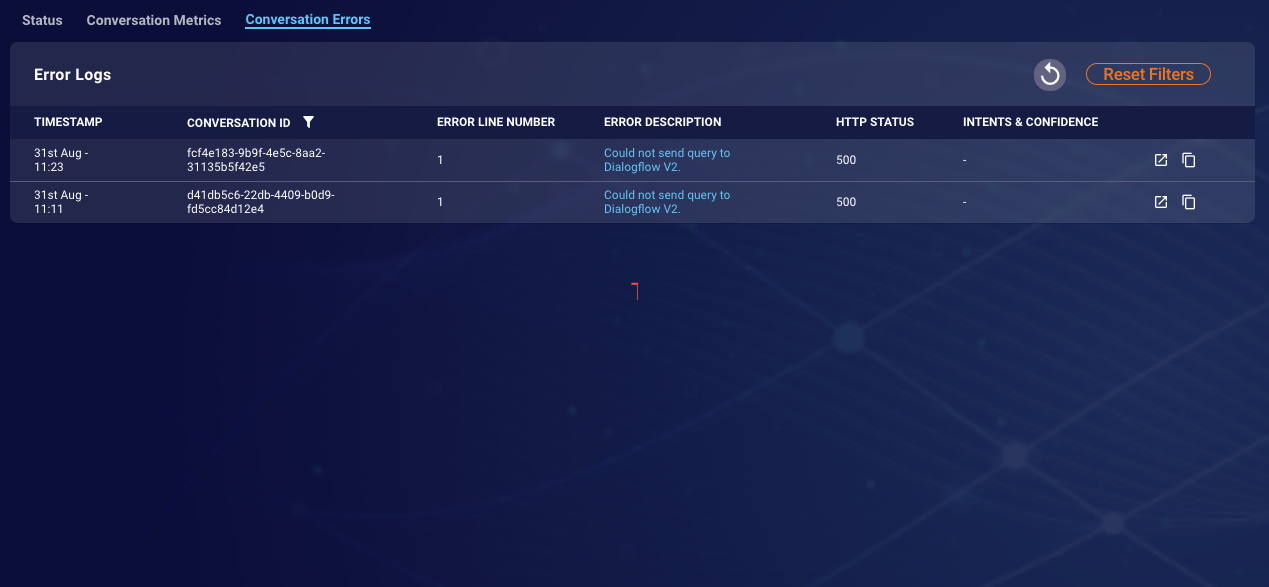 Status Conversation Metrics Conversation Errors
Error Logs Reset Filters
TIMESTAMP CONVERSATION ID ERROR LINE NUMBER ERROR DESCRIPTION HTTP STATUS INTENTS & CONFIDENCE
31st Aug - fcf4e183-9b9f-4e5c-8aa2- 1 Could not send query to 500 -
11:23 31135b5f42e5 Dialogflow V2.
31st Aug - d41db5c6-22db-4409-b0d9- 1 Could not send query to 500 -
11:11 fd5cc84d12e4 Dialogflow V2.